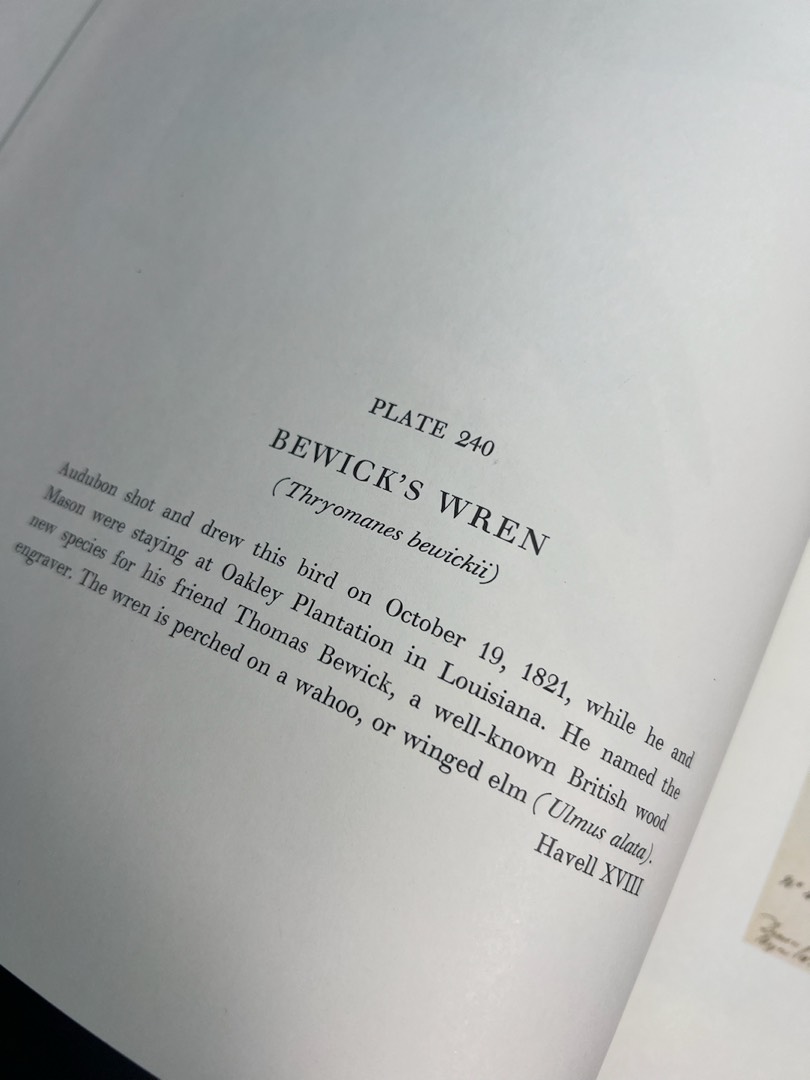 PLATE 240
BEWICK'S WREN
(Thryomanes bewickii)
Audubon shot and drew this bird on October 19, 1821, while he and
Mason were staying at Oakley Plantation in Louisiana. He named the
new species for his friend Thomas Bewick, a well-known British wood
engraver. The wren is perched on a wahoo, or winged elm (Ulmus alata).
Havell XVIII